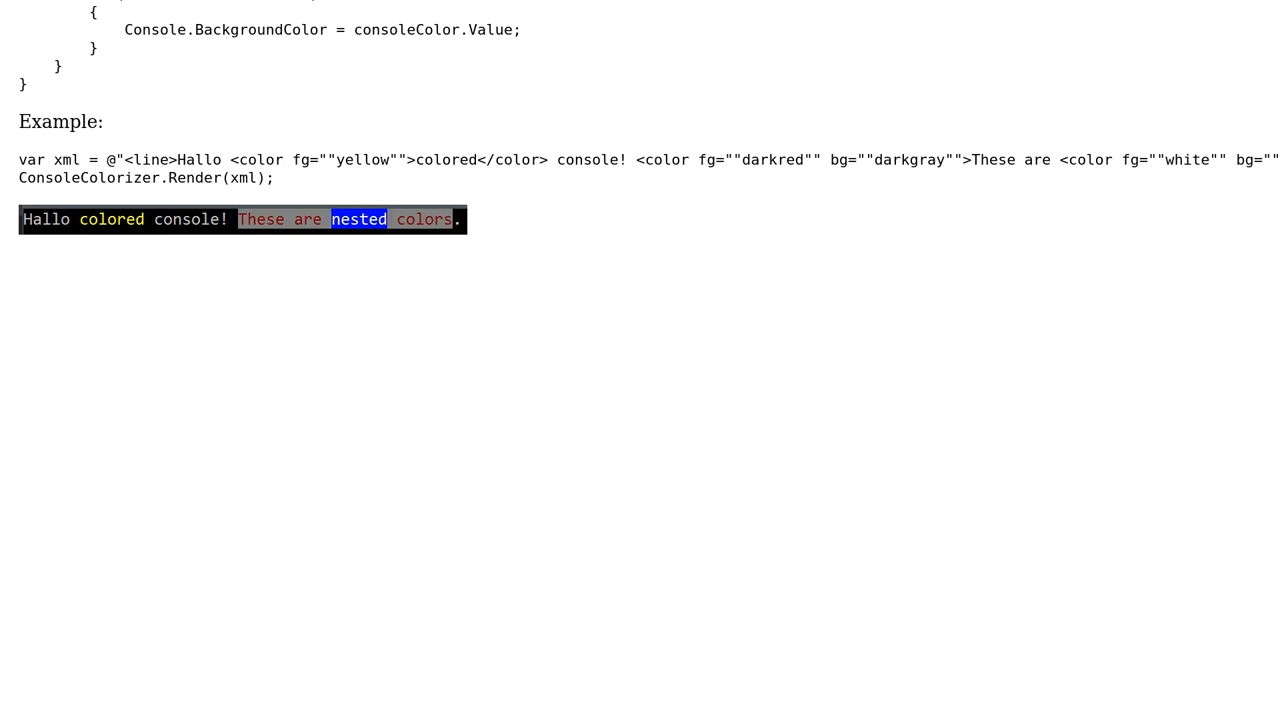 {
Console.BackgroundColor = consoleColor.Value;
}
}
}
Example:
var xml = @"<line>Hallo <color fg=""yellow"">colored</color> console! <color fg=""darkred"" bg=""darkgray"">These are <color fg=""white"" bg=""
ConsoleColorizer.Render(xml);
Hallo colored console! These are nested colors.